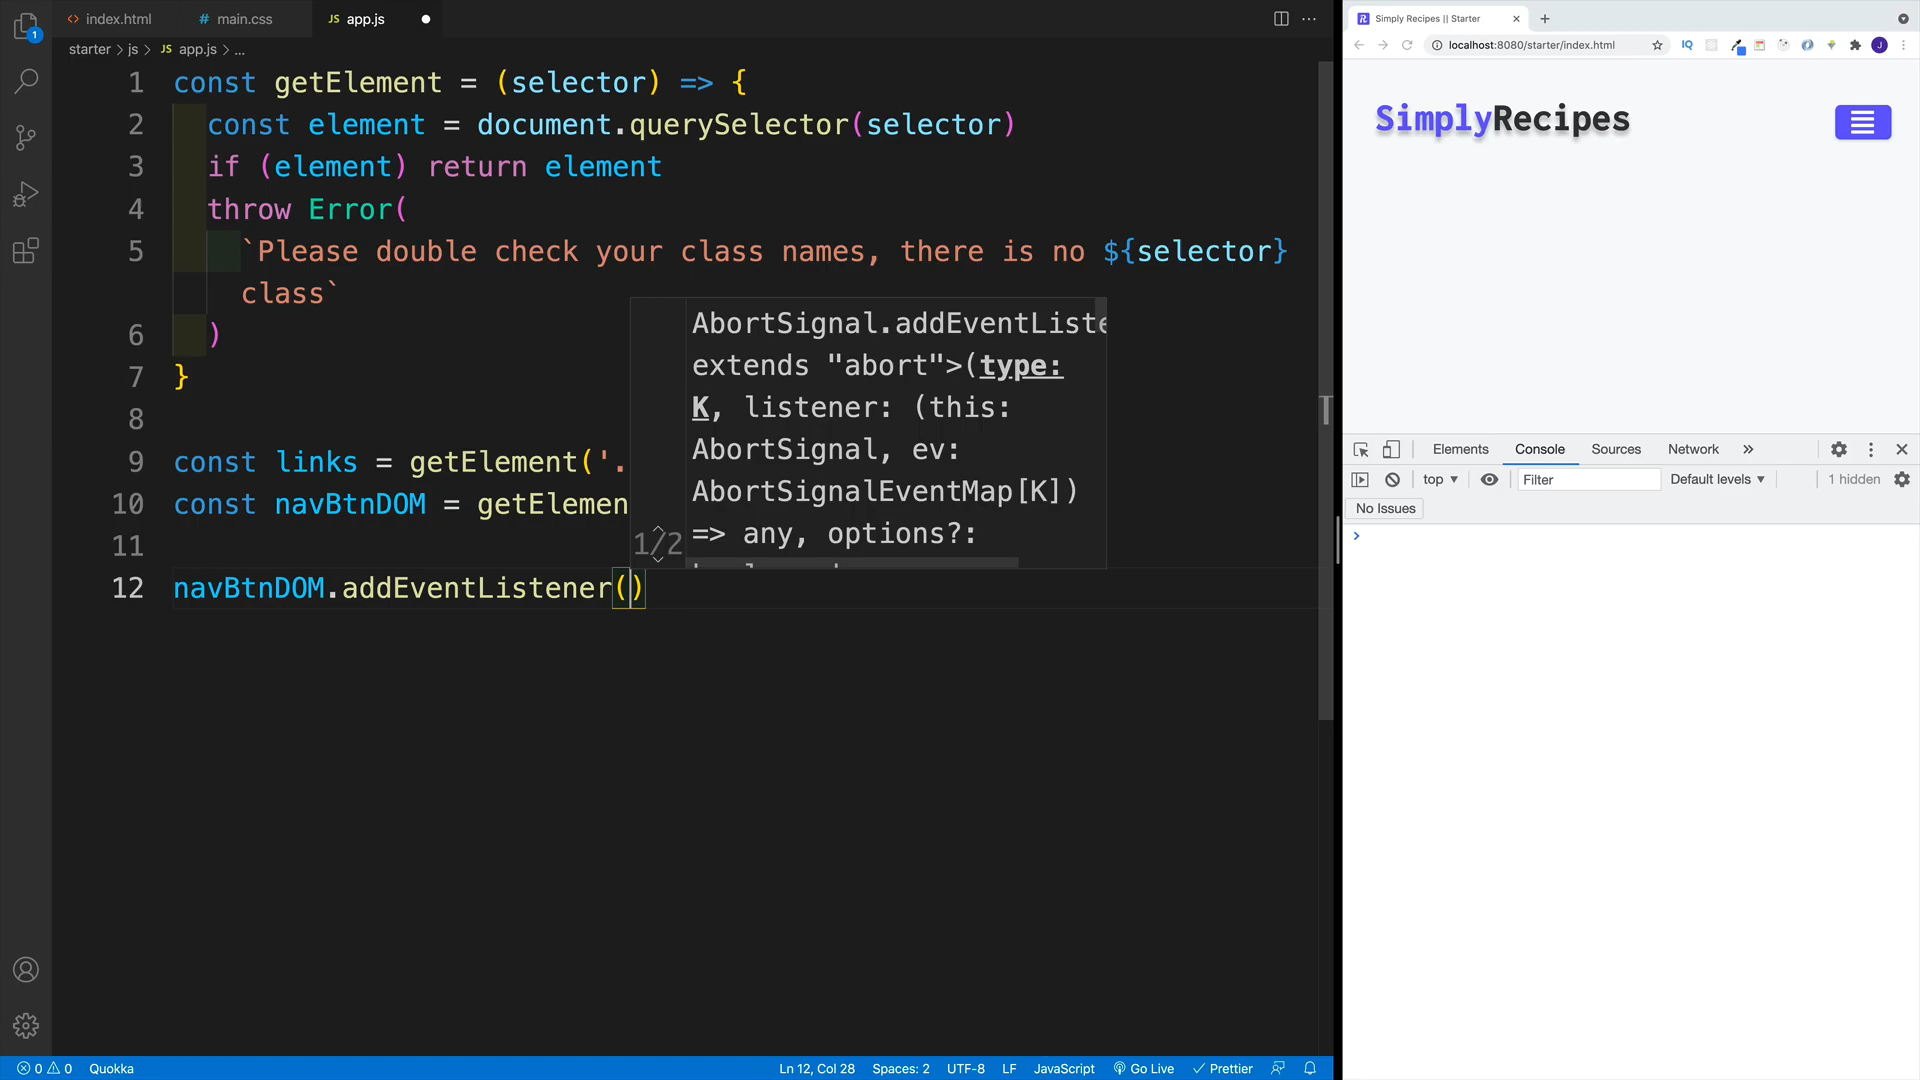 index.html
main.css
JS app.js
1
starter > js > JS app.js > ...
1 const getElement = (selector) => {
2 const element = document.querySelector(selector)
3 if (element) return element
4 throw Error(
5 `Please double check your class names, there is no ${selector}
class`
6 )
7 }
8
9 const links = getElement('.
10 const navBtnDOM = getElemen
11
12 navBtnDOM.addEventListener()
AbortSignal.addEventListe
extends "abort">(type:
K, listener: (this:
AbortSignal, ev:
AbortSignalEventMap[K])
=> any, options?:
1/2
0 0 Quokka
Ln 12, Col 28 Spaces: 2 UTF-8 LF JavaScript Go Live Prettier
Simply Recipes || Starter
localhost:8080/starter/index.html
IQ
J
SimplyRecipes
Elements Console Sources Network
top Filter Default levels 1 hidden
No Issues